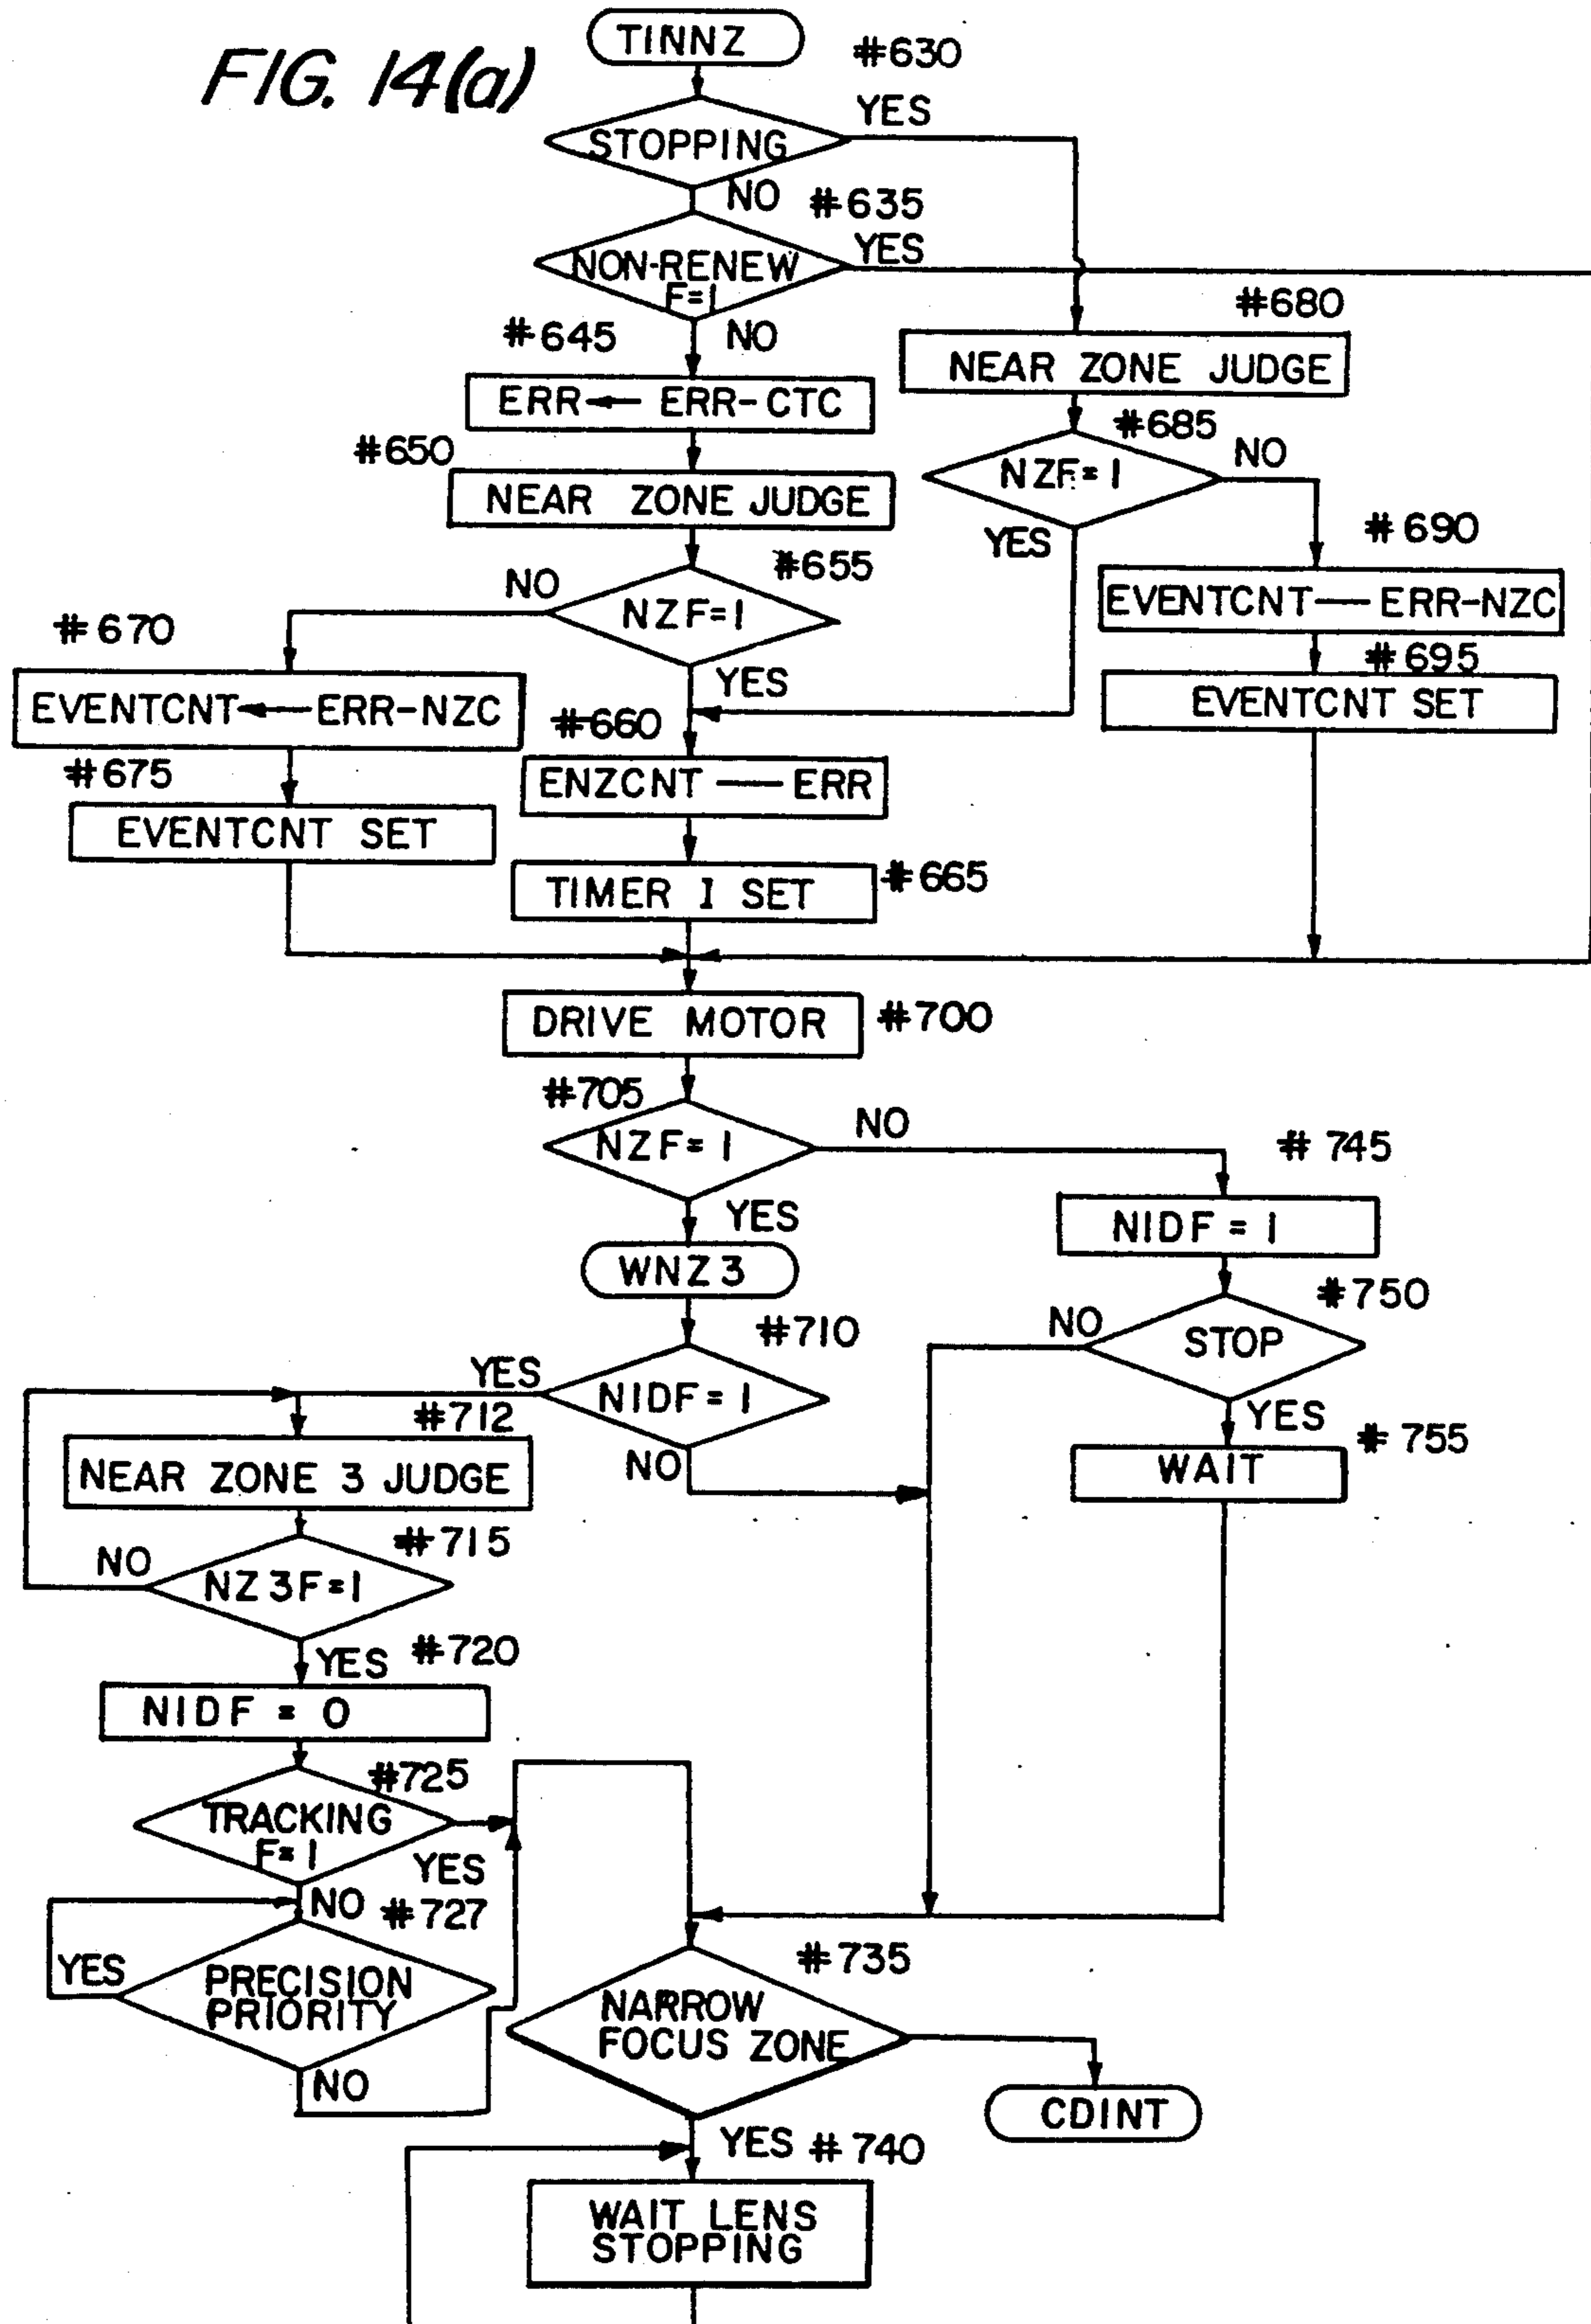 FIG. 14(a)
TINNZ
#630
STOPPING
YES
NO
#635
NON-RENEW
F=1
YES
NO
#645
ERR ← ERR-CTC
#650
NEAR ZONE JUDGE
#655
NZF=1
NO
YES
#670
EVENTCNT ← ERR-NZC
#675
EVENTCNT SET
#660
ENZCNT — ERR
TIMER I SET
#665
#680
NEAR ZONE JUDGE
#685
NZF=1
NO
YES
#690
EVENTCNT — ERR-NZC
#695
EVENTCNT SET
DRIVE MOTOR
#700
#705
NZF=1
NO
YES
WNZ3
#745
NIDF=1
#750
STOP
NO
YES
#755
WAIT
#710
NIDF=1
YES
NO
#712
NEAR ZONE 3 JUDGE
#715
NZ3F=1
NO
YES
#720
NIDF = 0
#725
TRACKING
F=1
YES
NO
#727
PRECISION
PRIORITY
YES
NO
#735
NARROW
FOCUS ZONE
CDINT
YES
#740
WAIT LENS
STOPPING